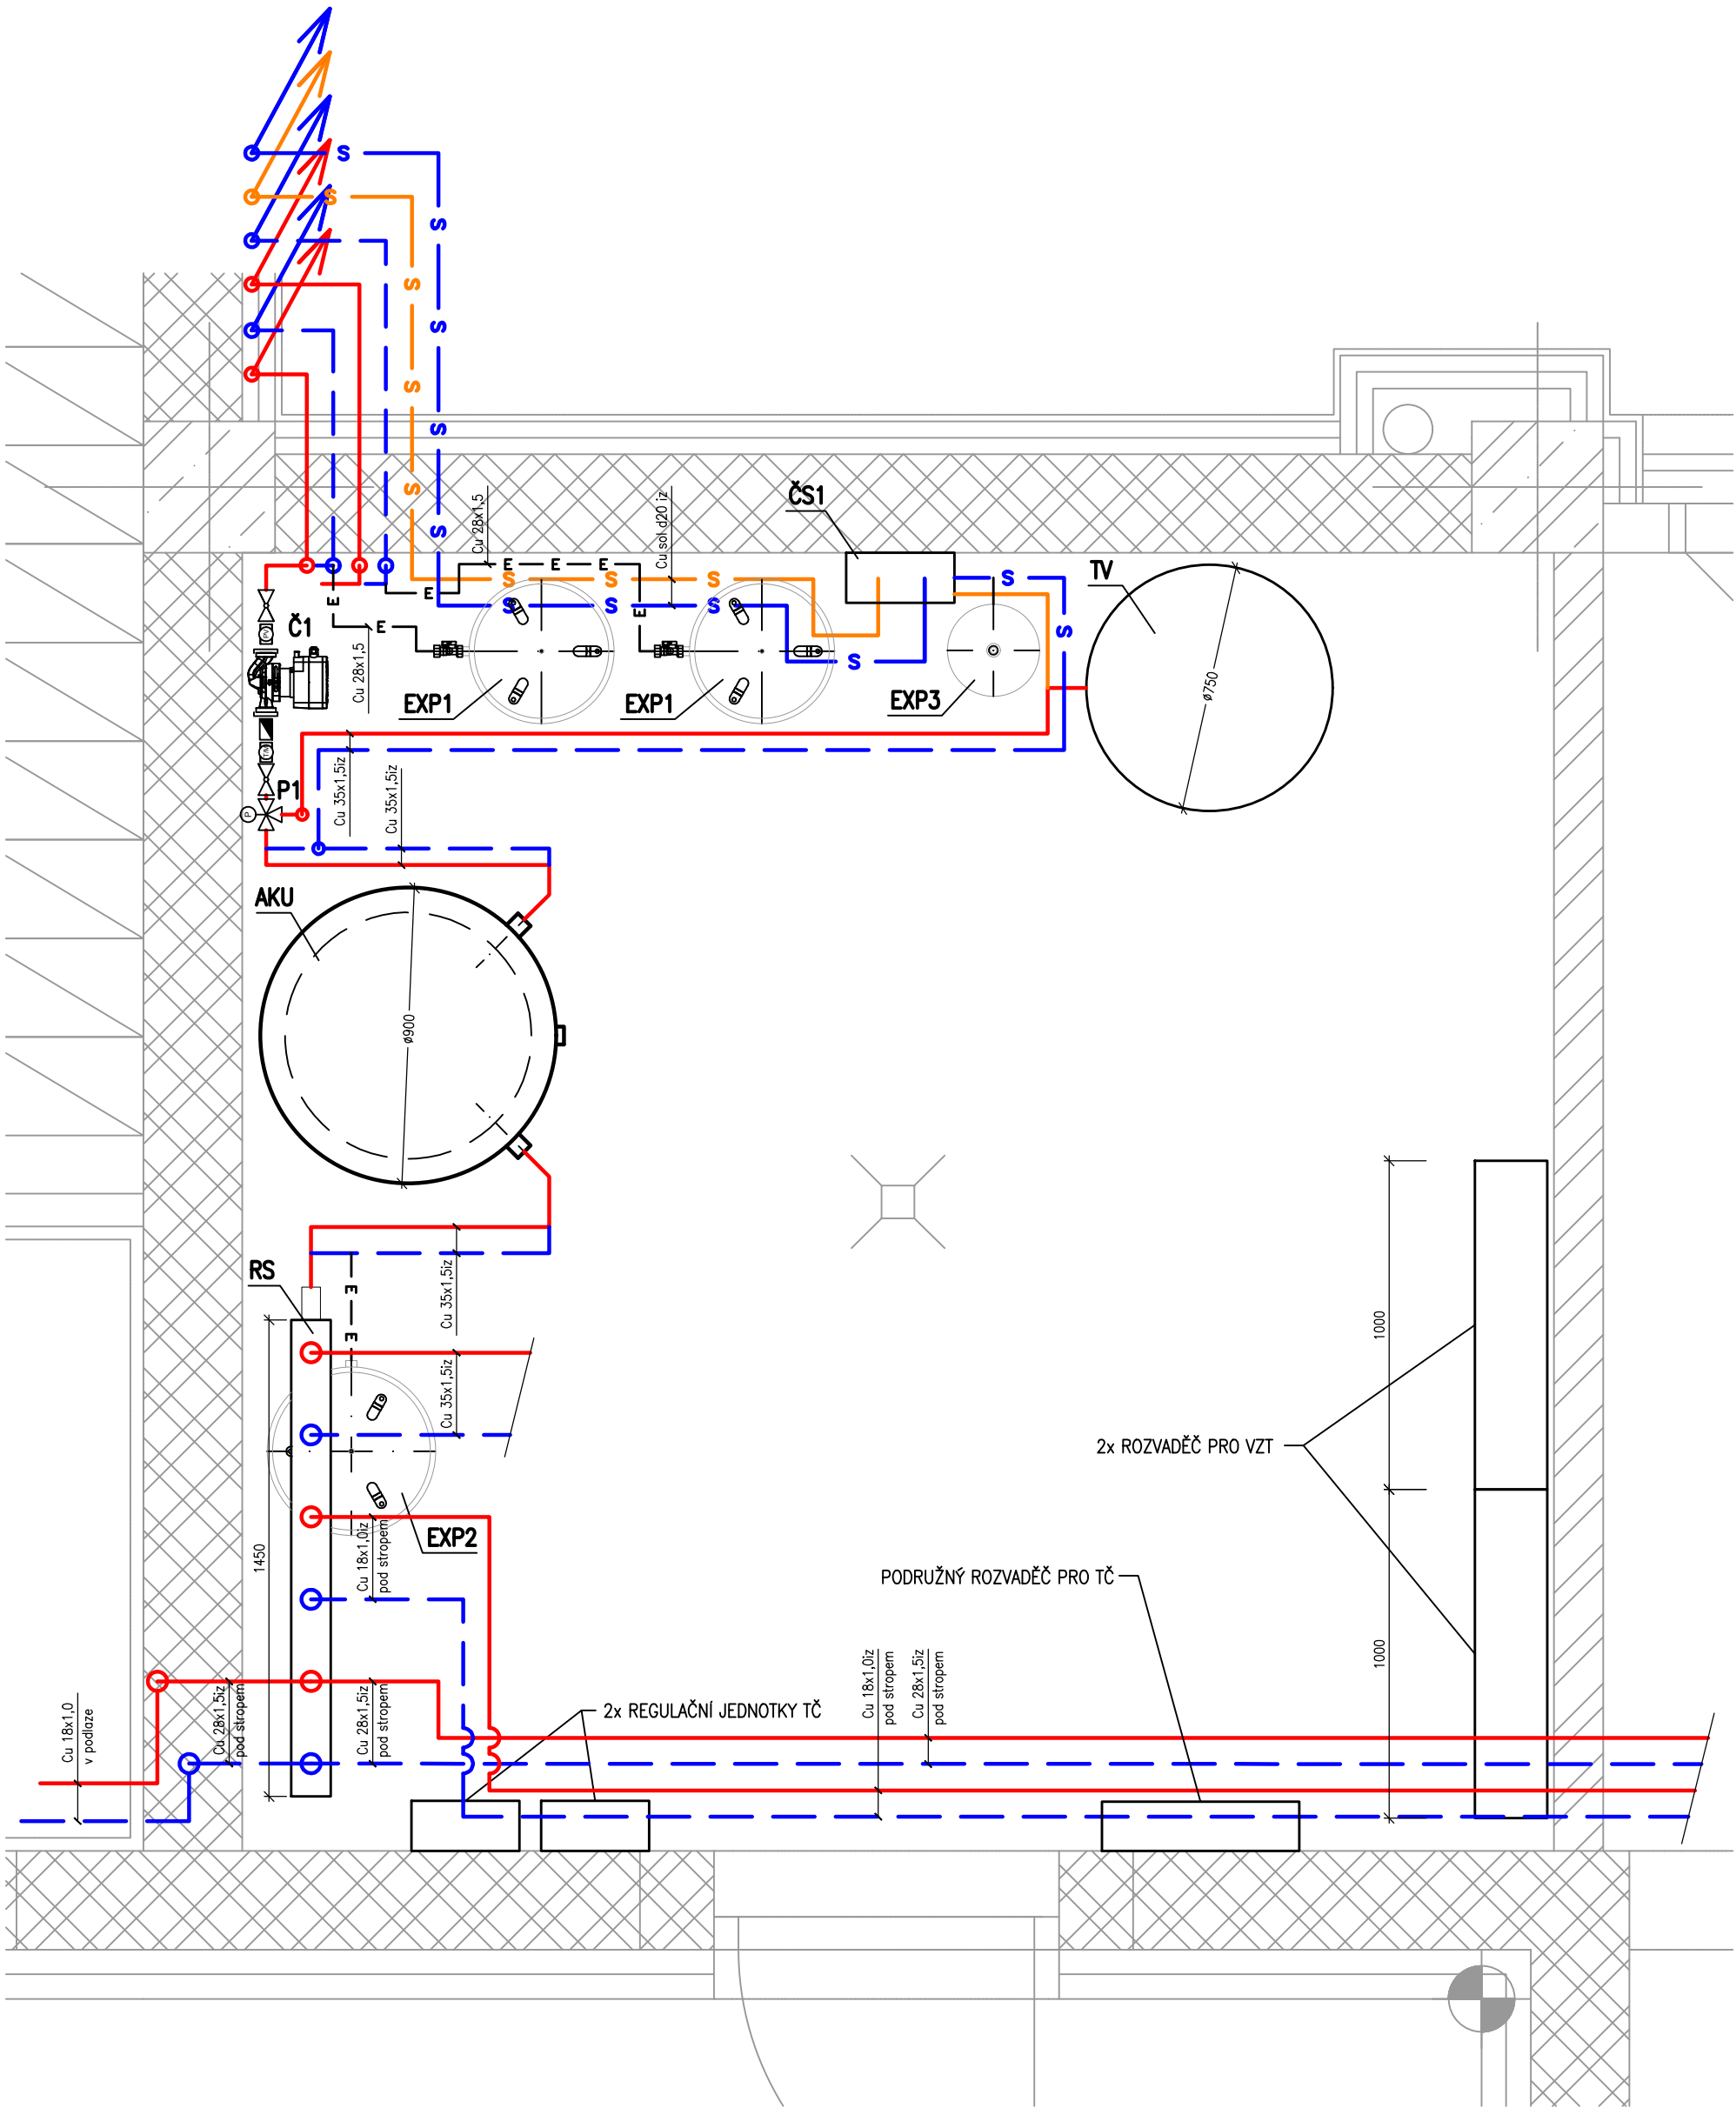 S
S
S
S
S
S
S
S
S
S
S
Cu 28x1,5
Cu sol d20 iz
ČS1
E
E
E
S
S
S
S
TV
E
E
E
S
S
S
E
S
Č1
Cu 28x1,5
S
EXP1
EXP1
EXP3
ø750
P1
P
Cu 35x1,5iz
Cu 35x1,5iz
AKU
ø900
RS
E
E
Cu 35x1,5iz
Cu 35x1,5iz
1000
2x ROZVADĚČ PRO VZT
EXP2
1450
Cu 18x1,0iz
pod stropem
PODRUŽNÝ ROZVADĚČ PRO TČ
1000
Cu 18x1,0
v podlaze
Cu 28x1,5iz
pod stropem
Cu 28x1,5iz
pod stropem
2x REGULAČNÍ JEDNOTKY TČ
Cu 18x1,0iz
pod stropem
Cu 28x1,5iz
pod stropem